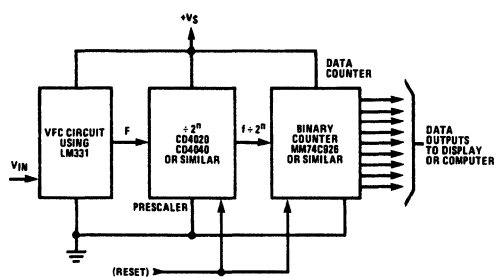 +VS
DATA
COUNTER
VFC CIRCUIT
USING
LM331
F
÷ 2ⁿ
CD4020
CD4040
OR SIMILAR
f ÷ 2ⁿ
BINARY
COUNTER
MM74C926
OR SIMILAR
DATA
OUTPUTS
TO DISPLAY
OR COMPUTER
VIN
PRESCALER
(RESET)